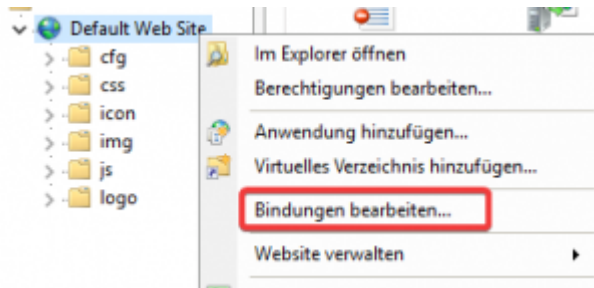 Default Web Site
cfg
css
icon
img
js
logo
Im Explorer öffnen
Berechtigungen bearbeiten...
Anwendung hinzufügen...
Virtuelles Verzeichnis hinzufügen...
Bindungen bearbeiten...
Website verwalten